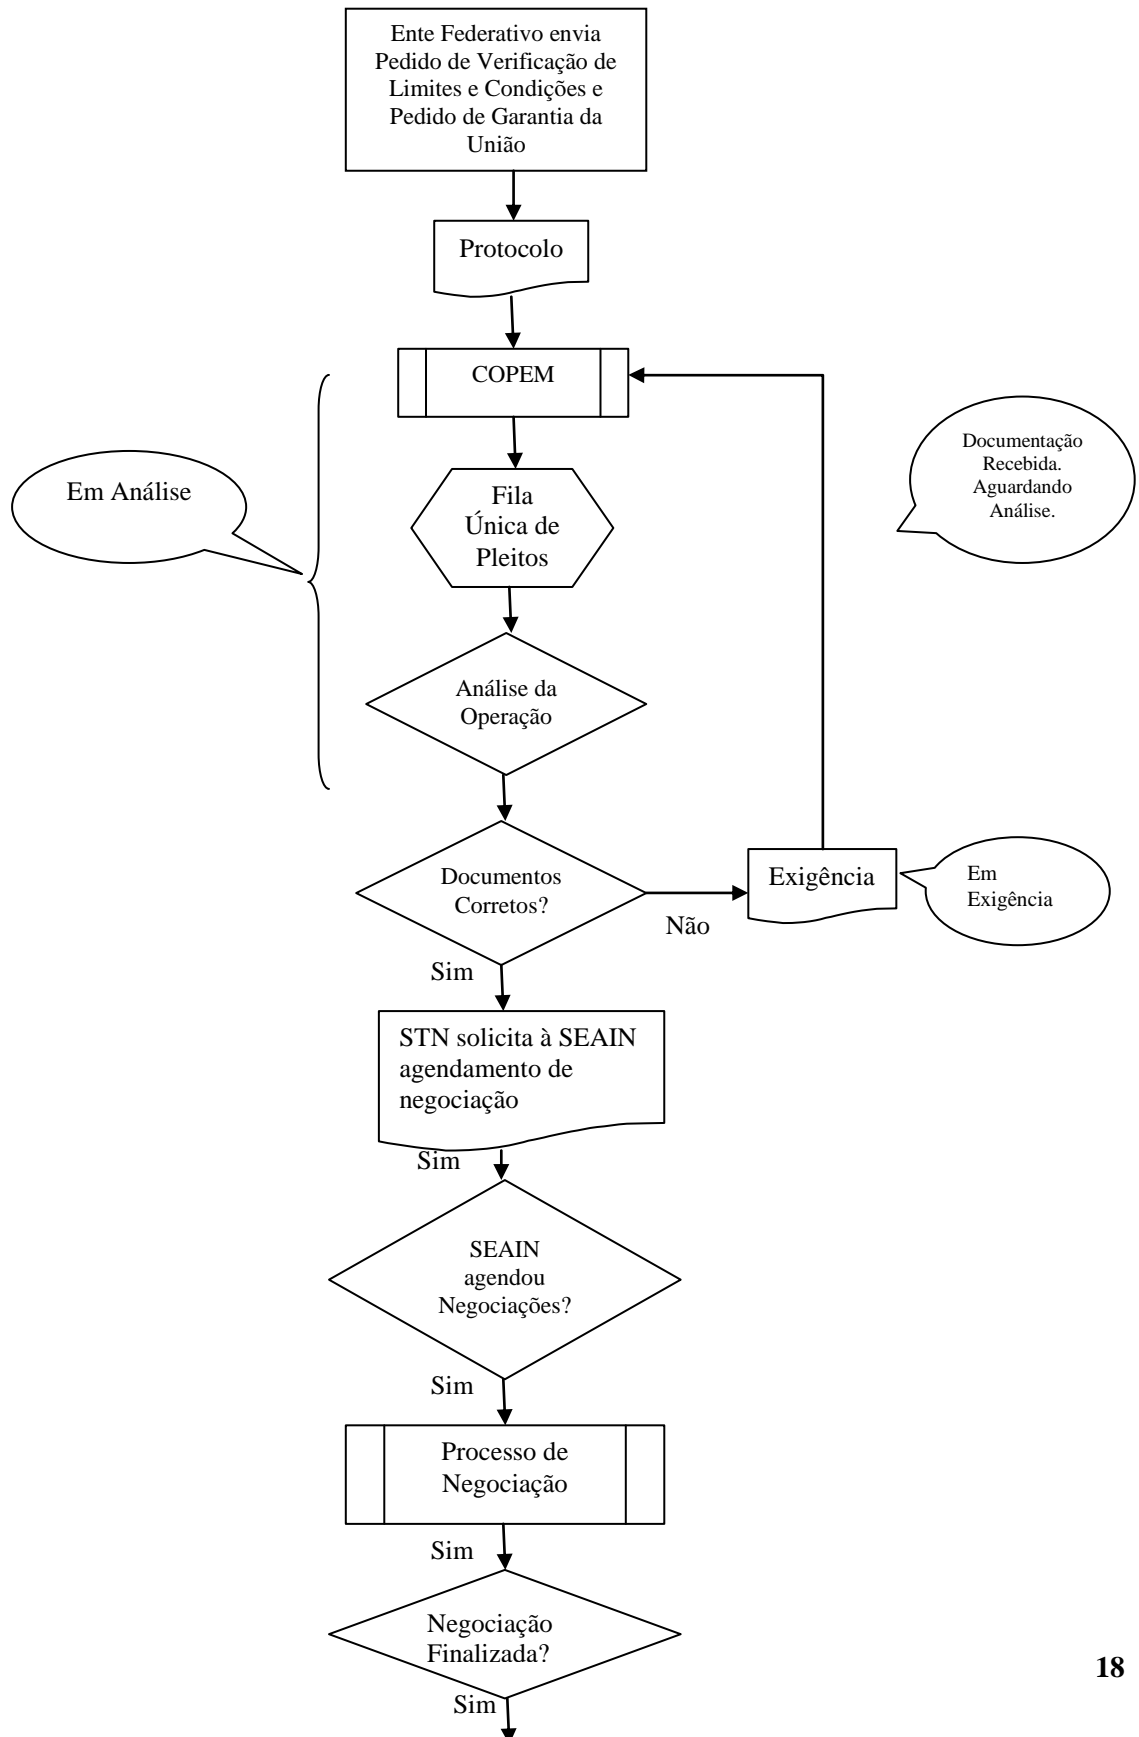 Ente Federativo envia
Pedido de Verificação de
Limites e Condições e
Pedido de Garantia da
União
Protocolo
COPEM
Em Análise
Fila
Única de
Pleitos
Documentação
Recebida.
Aguardando
Análise.
Análise da
Operação
Documentos
Corretos?
Não
Exigência
Em
Exigência
Sim
STN solicita à SEAIN
agendamento de
negociação
Sim
SEAIN
agendou
Negociações?
Sim
Processo de
Negociação
Sim
Negociação
Finalizada?
Sim
18